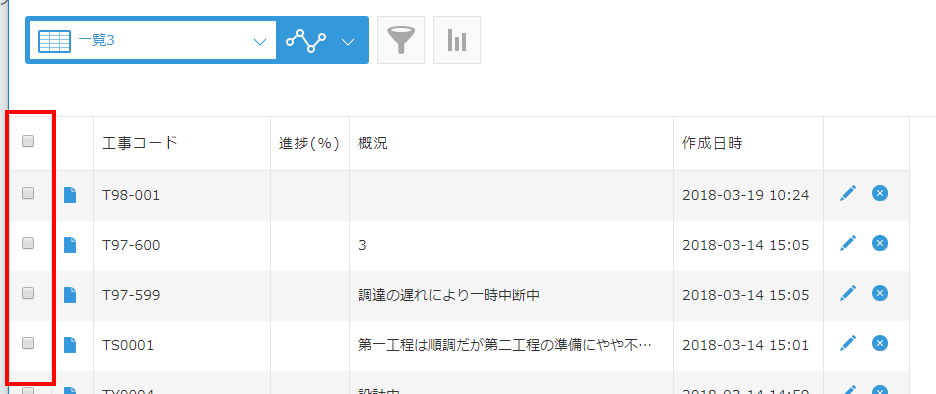 一覧3
工事コード 進捗(%) 概況 作成日時
T98-001 2018-03-19 10:24
T97-600 3 2018-03-14 15:05
T97-599 調達の遅れにより一時中断中 2018-03-14 15:05
TS0001 第一工程は順調だが第二工程の準備にやや不… 2018-03-14 15:01